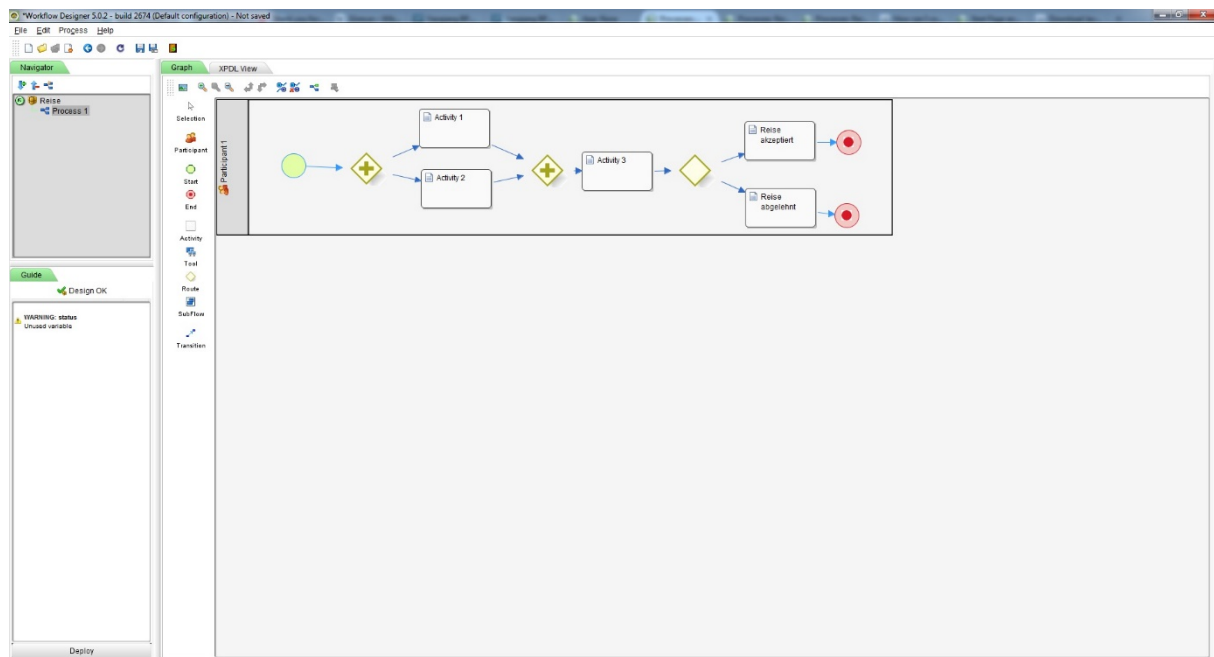 *Workflow Designer 5.0.2 - build 2674 (Default configuration) - Not saved
File Edit Process Help
Navigator
Reise
Process 1
Guide
Design OK
WARNING: status
Unused variable
Deploy
Graph XPDL View
Selection
Participant
Start
End
Activity
Tool
Route
SubFlow
Transition
Participant 1
Activity 1
Activity 2
Activity 3
Reise
akzeptiert
Reise
abgelehnt